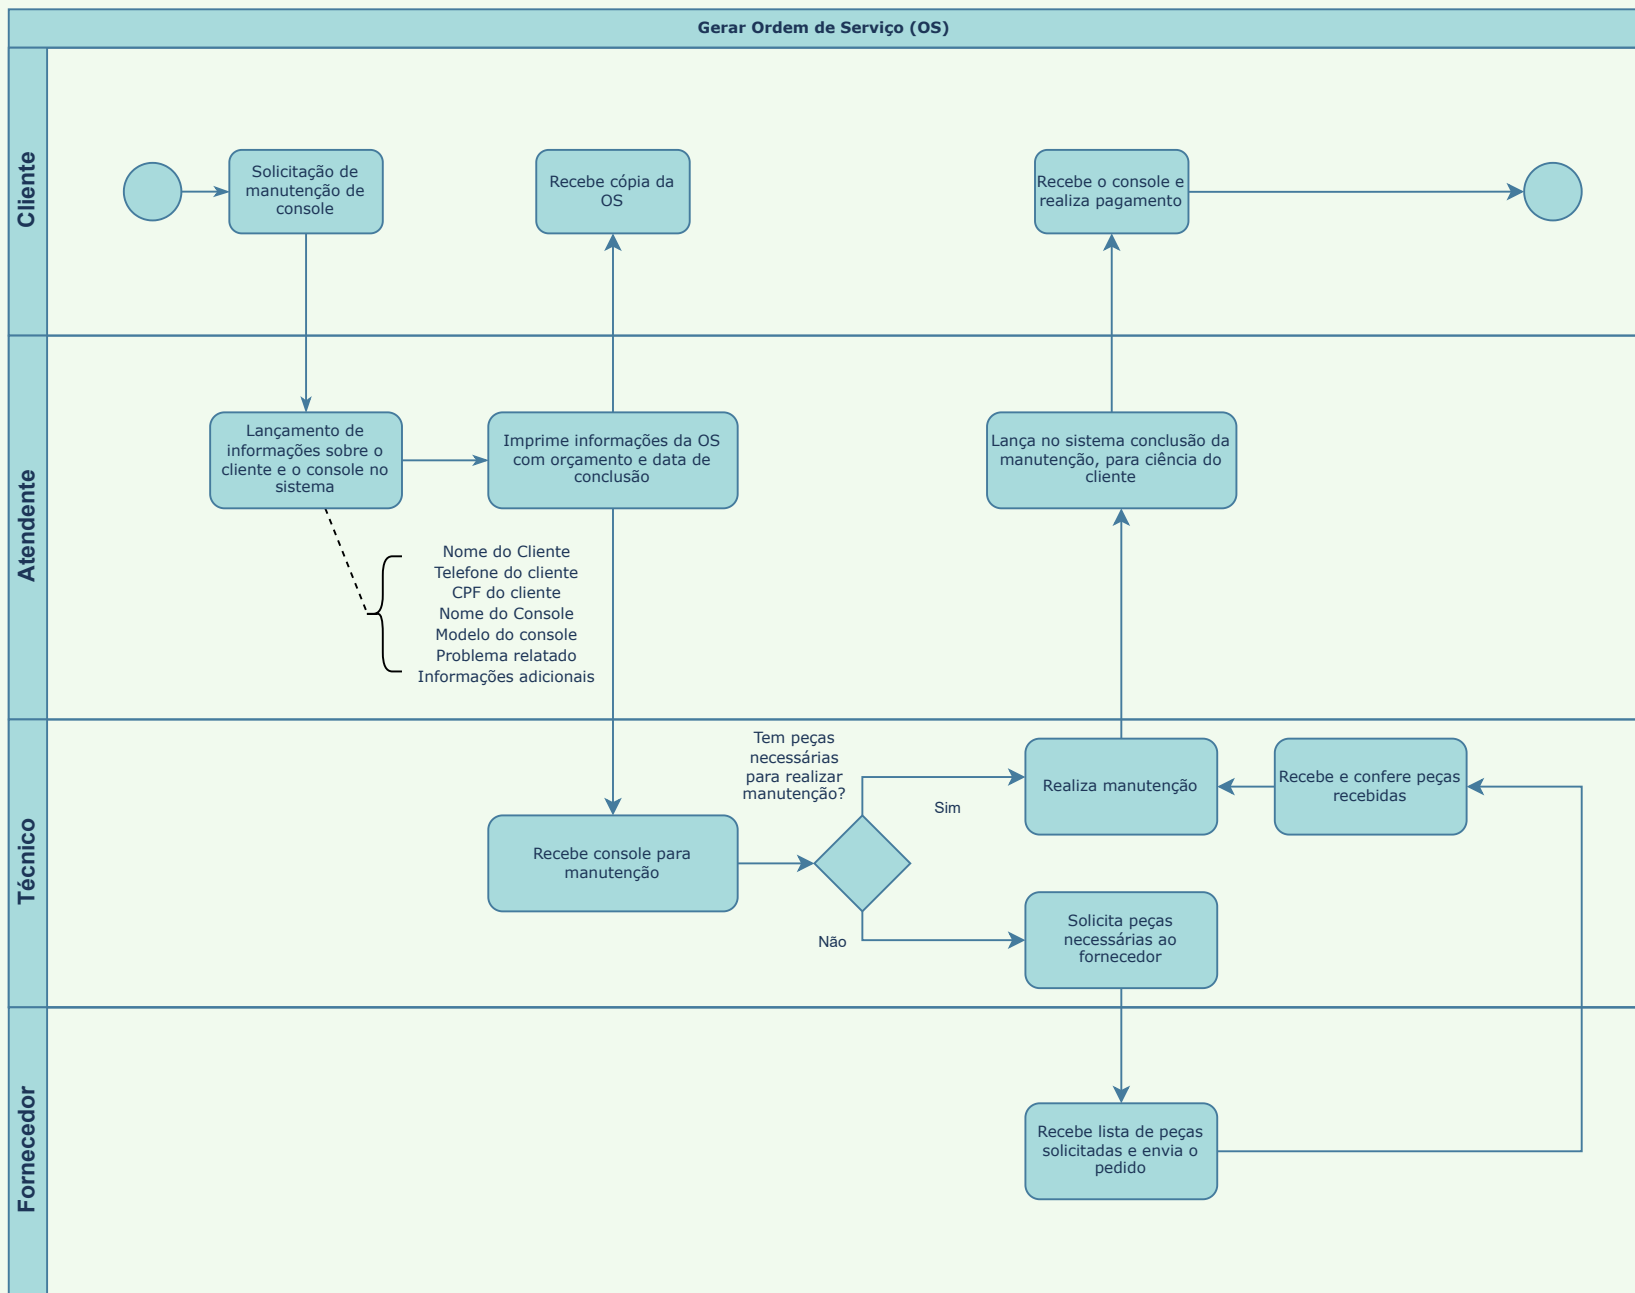 Gerar Ordem de Serviço (OS)
Cliente
Solicitação de
manutenção de
console
Recebe cópia da
OS
Recebe o console e
realiza pagamento
Atendente
Lançamento de
informações sobre o
cliente e o console no
sistema
Imprime informações da OS
com orçamento e data de
conclusão
Lança no sistema conclusão da
manutenção, para ciência do
cliente
Nome do Cliente
Telefone do cliente
CPF do cliente
Nome do Console
Modelo do console
Problema relatado
Informações adicionais
Técnico
Recebe console para
manutenção
Tem peças
necessárias
para realizar
manutenção?
Sim
Não
Realiza manutenção
Recebe e confere peças
recebidas
Solicita peças
necessárias ao
fornecedor
Fornecedor
Recebe lista de peças
solicitadas e envia o
pedido